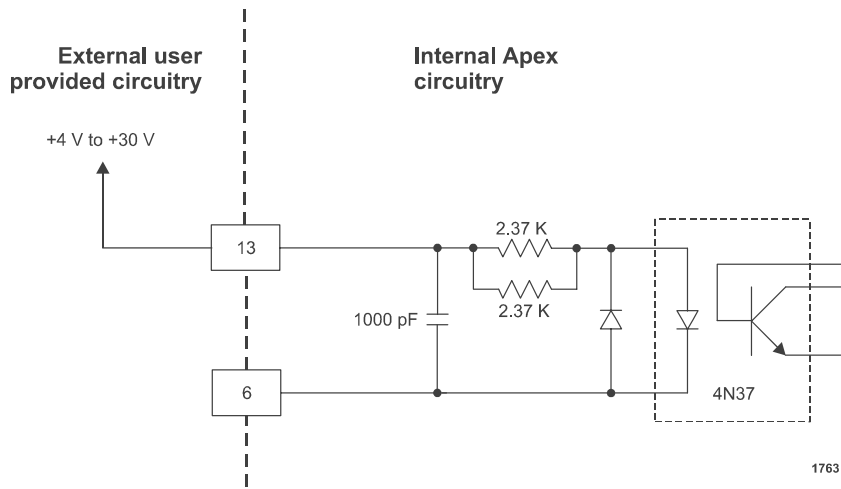 External user
provided circuitry
Internal Apex
circuitry
+4 V to +30 V
13
2.37 K
2.37 K
1000 pF
6
4N37
1763